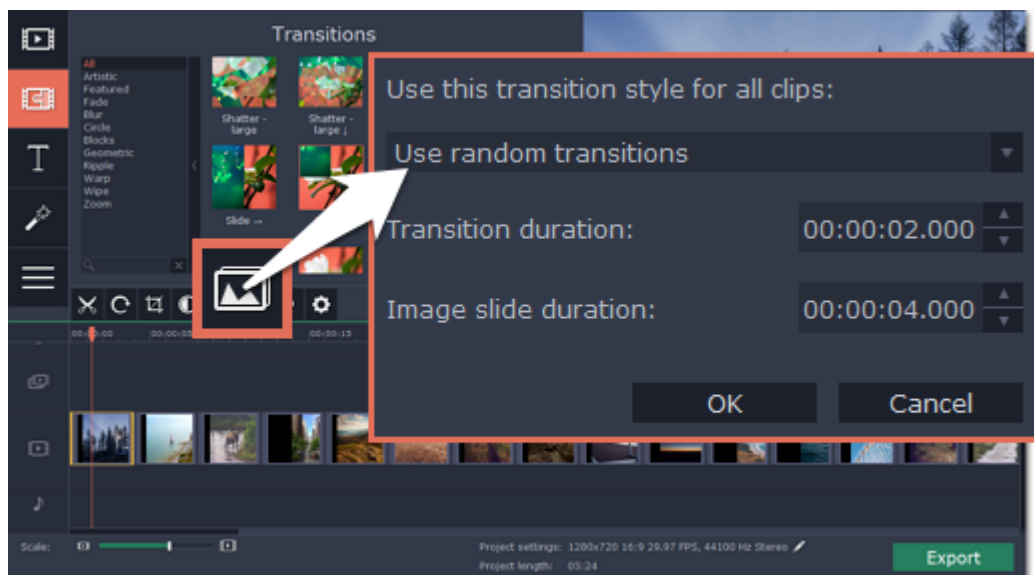 Transitions
All
Artistic
Featured
Fade
Blur
Circle
Blocks
Geometric
Ripple
Warp
Wipe
Zoom
Shatter -
large
Shatter -
large ↓
Slide →
Use this transition style for all clips:
Use random transitions
Transition duration:
00:00:02.000
Image slide duration:
00:00:04.000
OK
Cancel
00:00:15
Scale:
Project settings: 1280x720 16:9 29.97 FPS, 44100 Hz Stereo
Project length: 05:24
Export